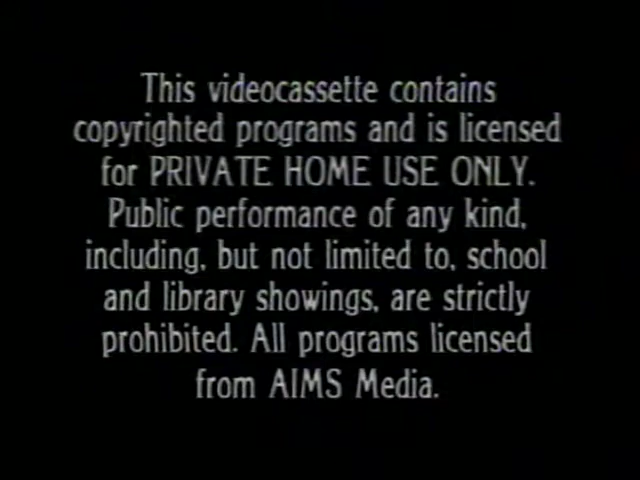 This videocassette contains
copyrighted programs and is licensed
for PRIVATE HOME USE ONLY.
Public performance of any kind,
including, but not limited to, school
and library showings, are strictly
prohibited. All programs licensed
from AIMS Media.